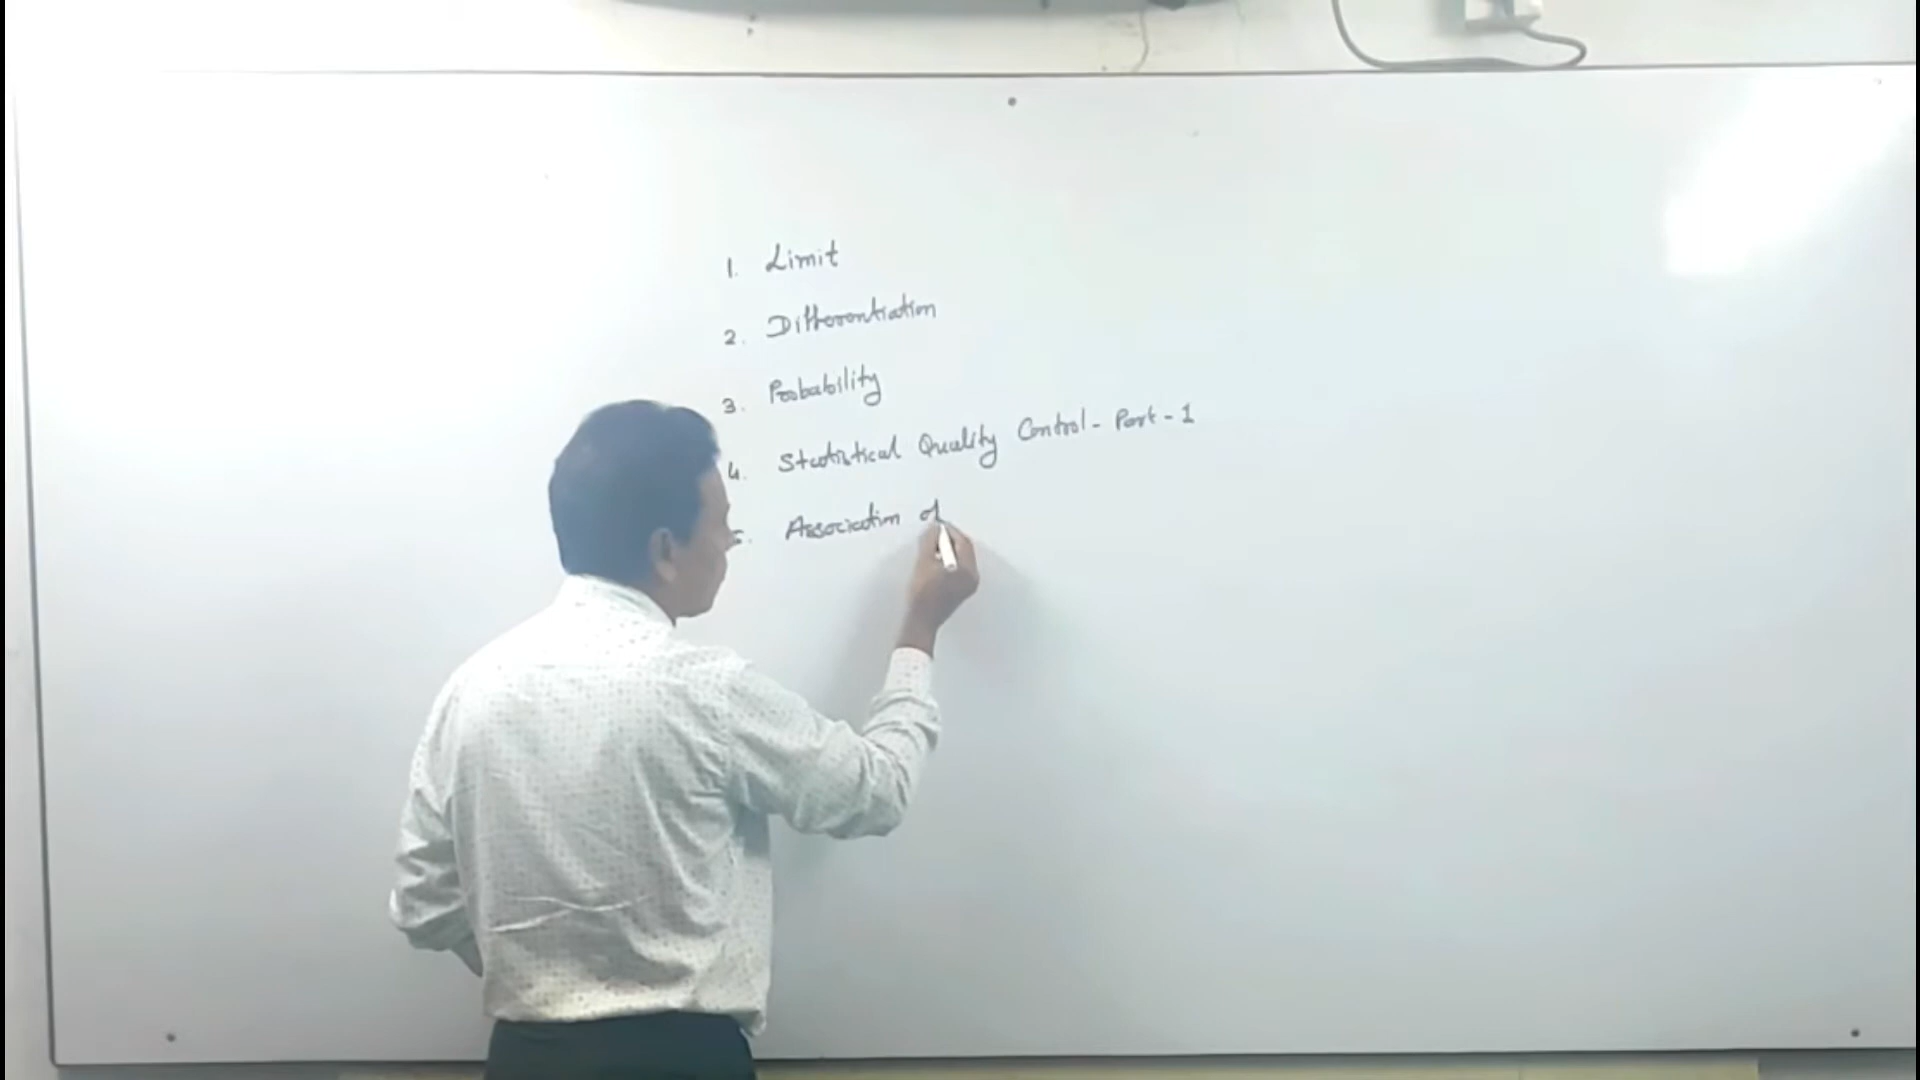 1. Limit
2. Differentiation
3. Probability
4. Statistical Quality Control - Part - 1
5. Association of